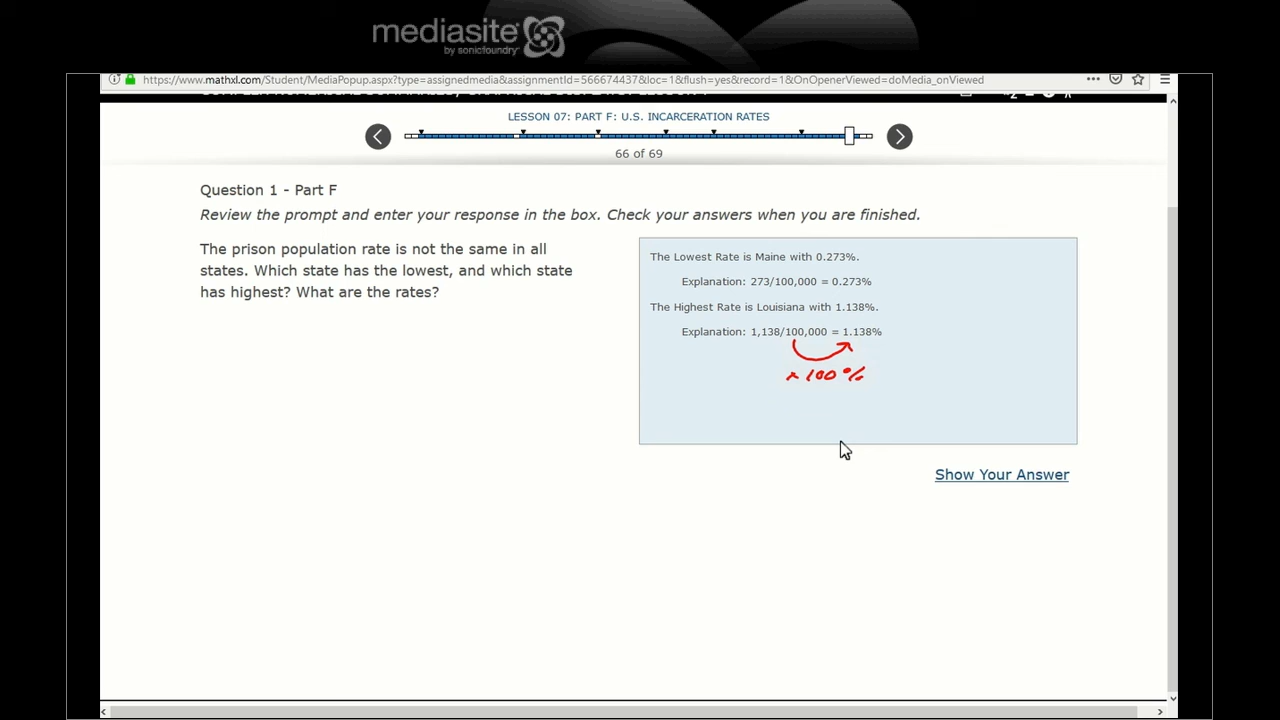 mediasite
by sonicfoundry
https://www.mathxl.com/Student/MediaPopup.aspx?type=assignedmedia&assignmentId=566674437&loc=1&flush=yes&record=1&OnOpenerViewed=doMedia_onViewed
LESSON 07: PART F: U.S. INCARCERATION RATES
66 of 69
Question 1 - Part F
Review the prompt and enter your response in the box. Check your answers when you are finished.
The prison population rate is not the same in all
states. Which state has the lowest, and which state
has highest? What are the rates?
The Lowest Rate is Maine with 0.273%.
Explanation: 273/100,000 = 0.273%
The Highest Rate is Louisiana with 1.138%.
Explanation: 1,138/100,000 = 1.138%
× 100%
Show Your Answer